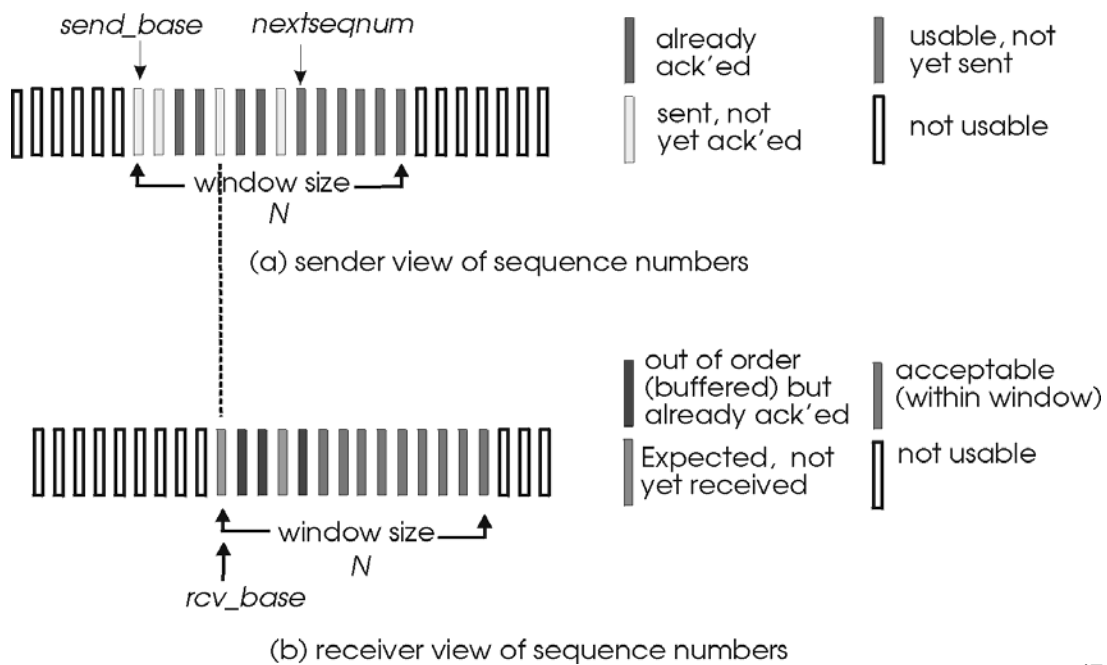 send_base
nextseqnum
already
ack'ed
usable, not
yet sent
sent, not
yet ack'ed
not usable
window size
N
(a) sender view of sequence numbers
out of order
(buffered) but
already ack'ed
acceptable
(within window)
Expected, not
yet received
not usable
window size
N
rcv_base
(b) receiver view of sequence numbers